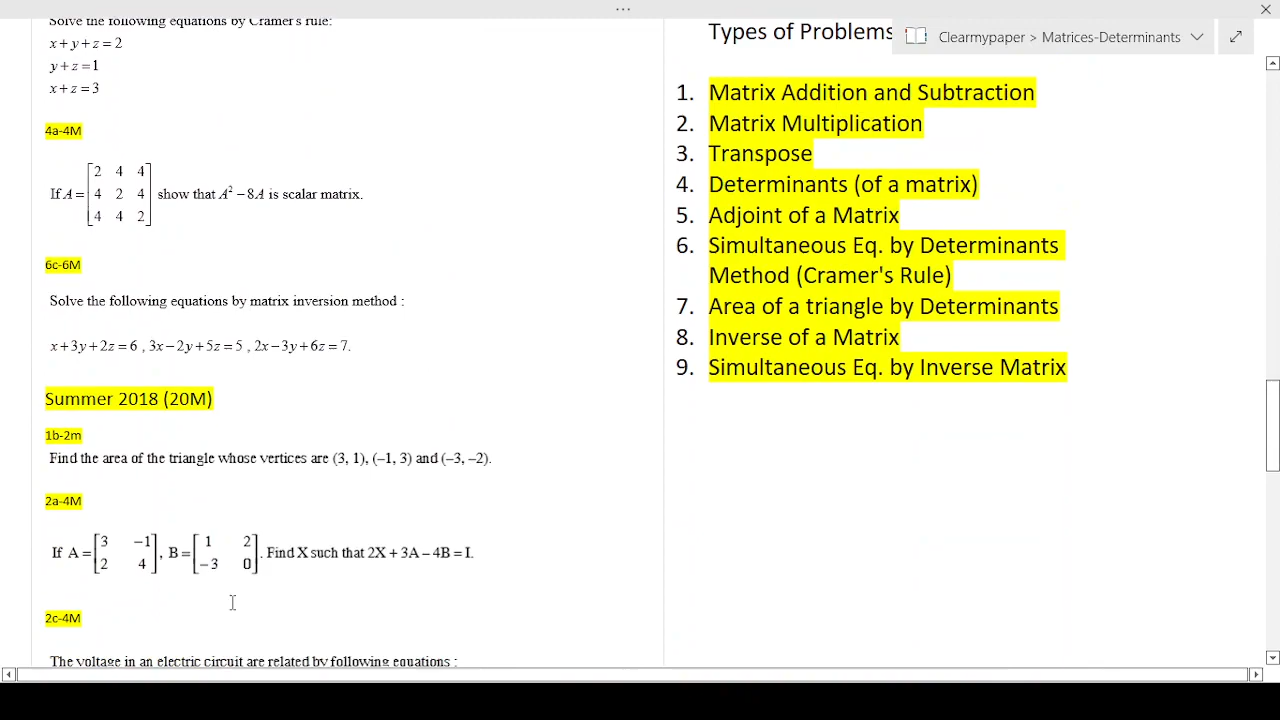 Solve the following equations by Cramer's rule:
x+y+z=2
y+z=1
x+z=3
4a-4M
If A = [2 4 4
4 2 4
4 4 2] show that A² − 8A is scalar matrix.
6c-6M
Solve the following equations by matrix inversion method :
x+3y+2z=6 , 3x−2y+5z=5 , 2x−3y+6z=7.
Summer 2018 (20M)
1b-2m
Find the area of the triangle whose vertices are (3, 1), (−1, 3) and (−3, −2).
2a-4M
If A = [3 −1
2 4], B = [1 2
−3 0]. Find X such that 2X + 3A − 4B = I.
2c-4M
The voltage in an electric circuit are related by following equations :
Types of Problems
Clearmypaper > Matrices-Determinants
1. Matrix Addition and Subtraction
2. Matrix Multiplication
3. Transpose
4. Determinants (of a matrix)
5. Adjoint of a Matrix
6. Simultaneous Eq. by Determinants
Method (Cramer's Rule)
7. Area of a triangle by Determinants
8. Inverse of a Matrix
9. Simultaneous Eq. by Inverse Matrix